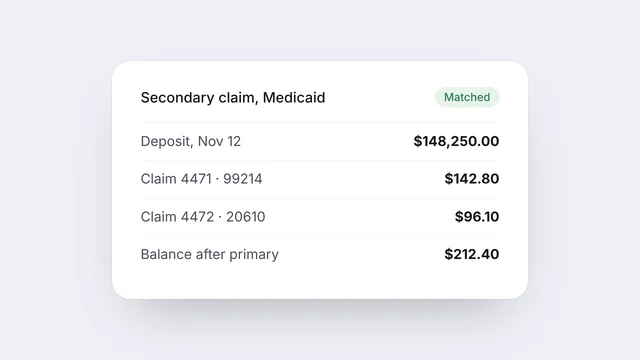 Secondary claim, Medicaid Matched
Deposit, Nov 12 $148,250.00
Claim 4471 · 99214 $142.80
Claim 4472 · 20610 $96.10
Balance after primary $212.40